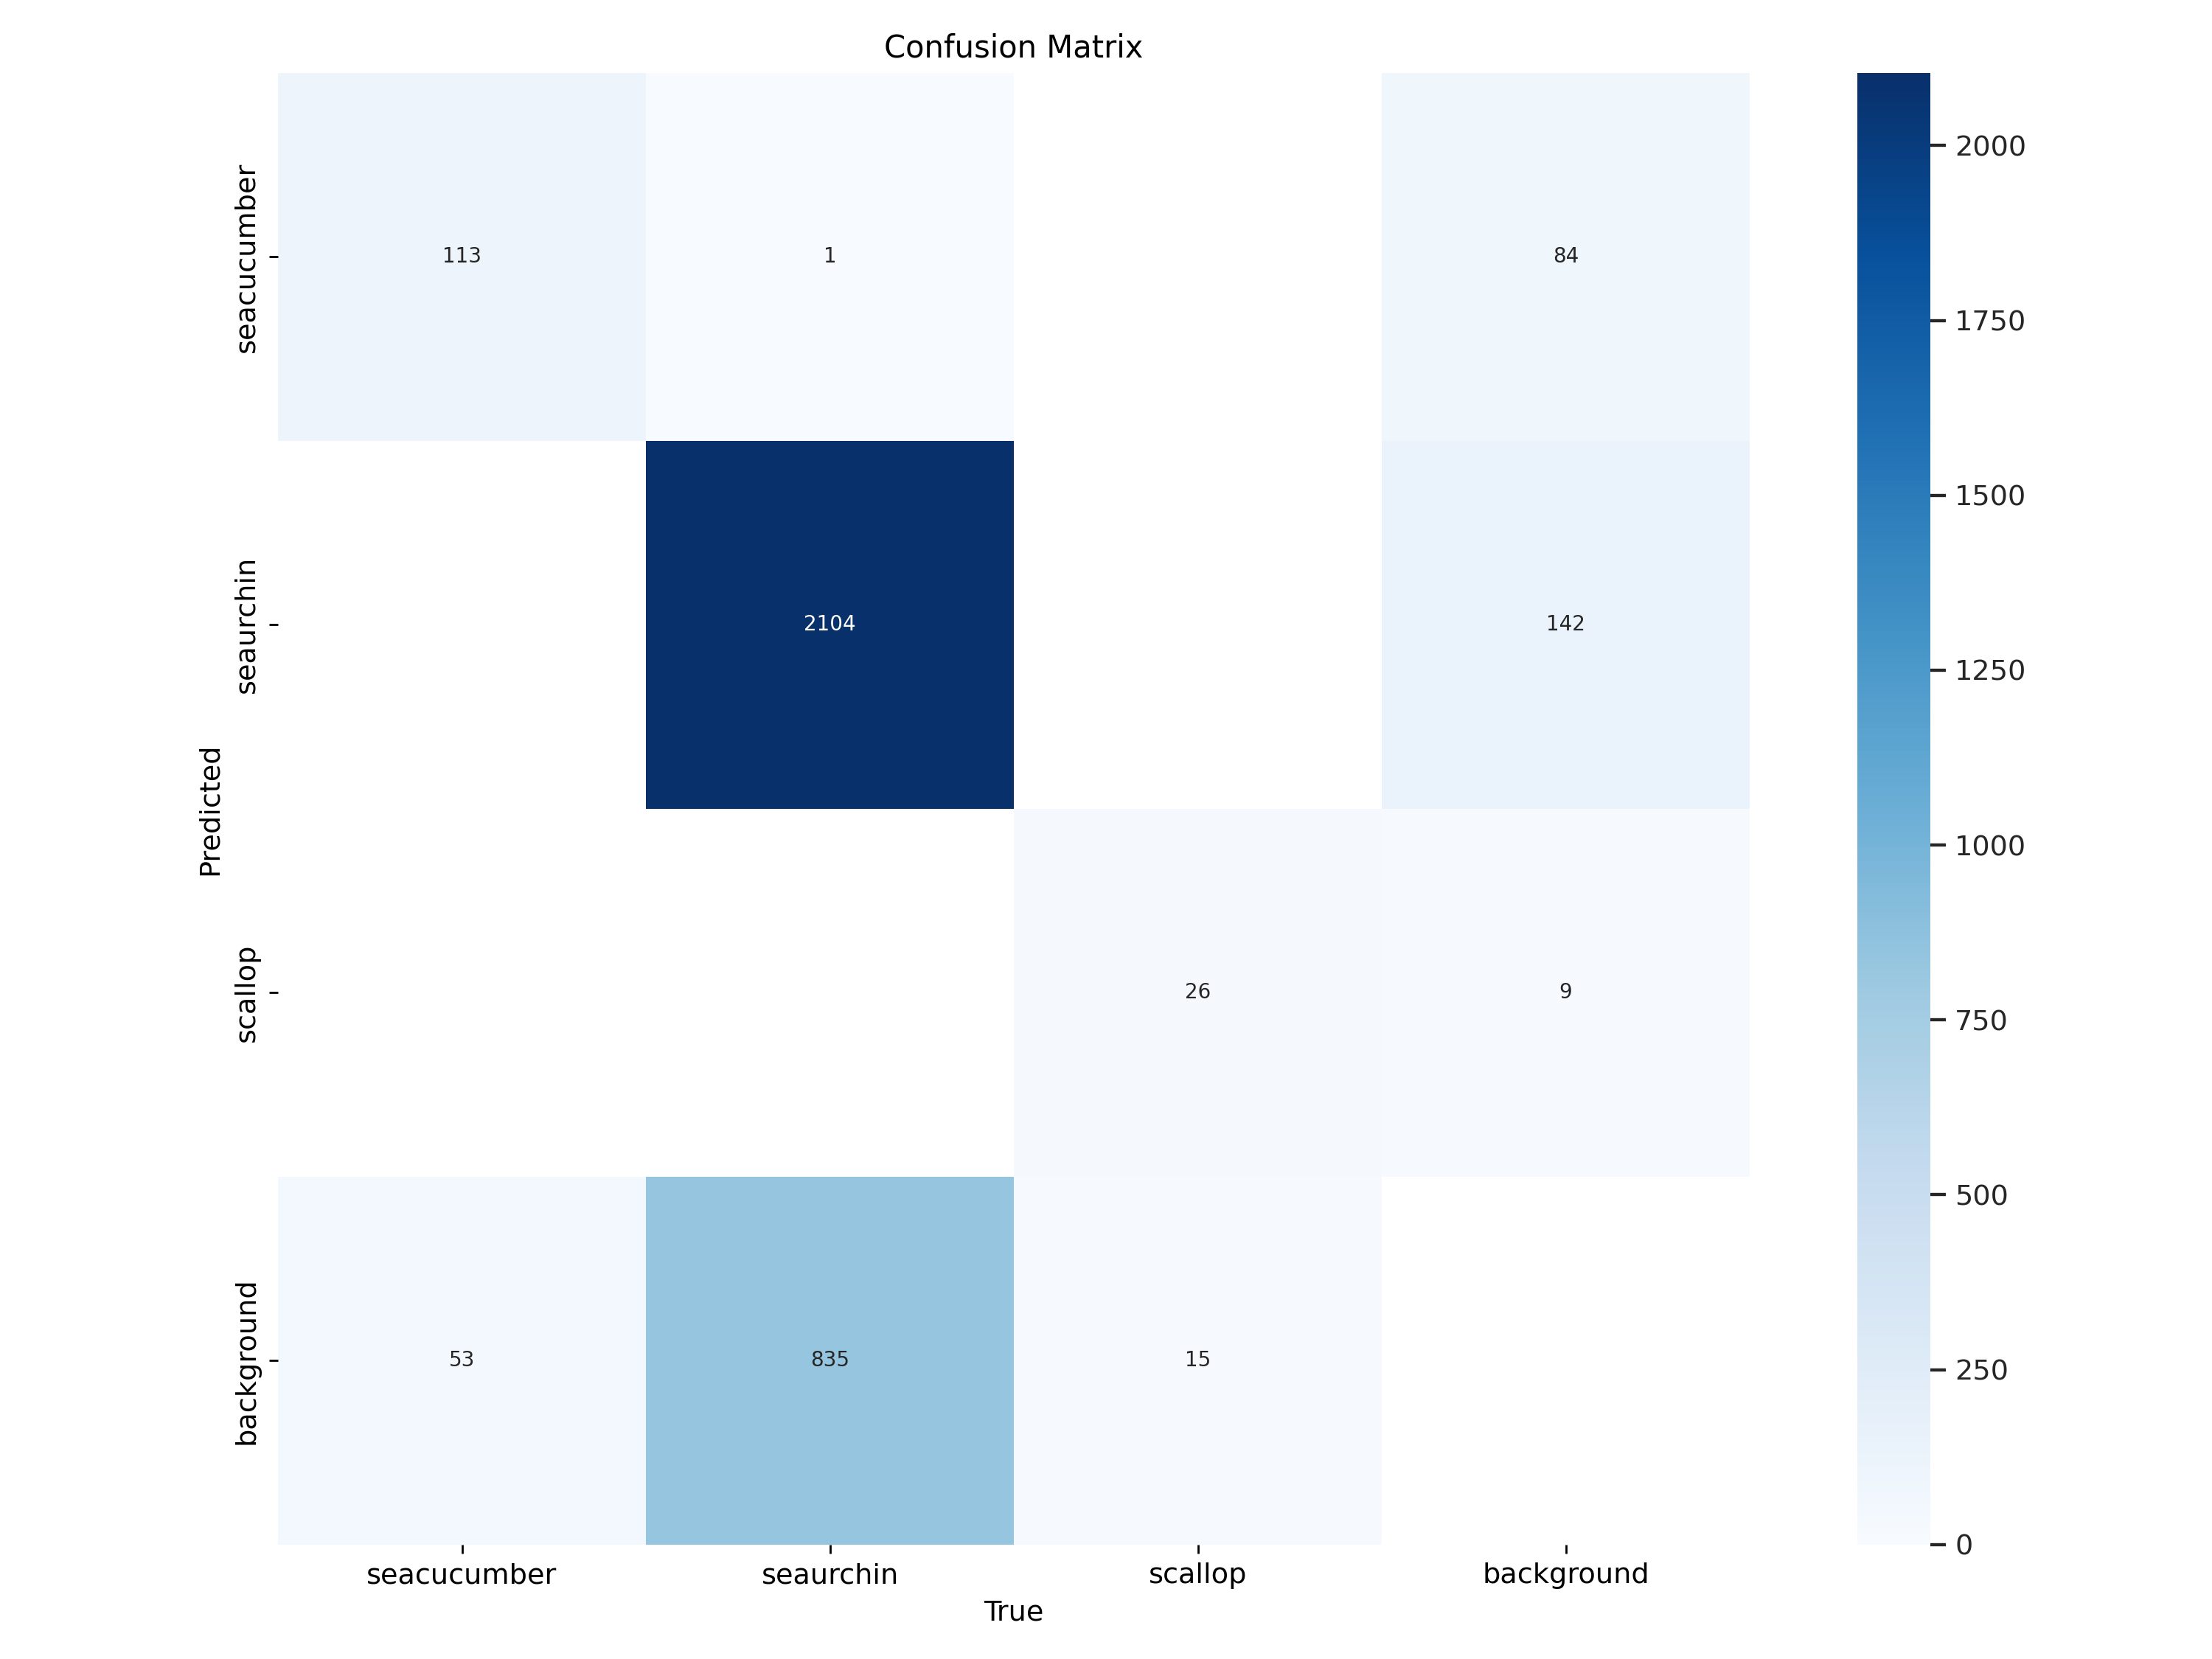 Confusion Matrix
seacucumber
113
1
84
seaurchin
2104
142
scallop
26
9
background
53
835
15
Predicted
seacucumber
seaurchin
scallop
background
True
2000
1750
1500
1250
1000
750
500
250
0